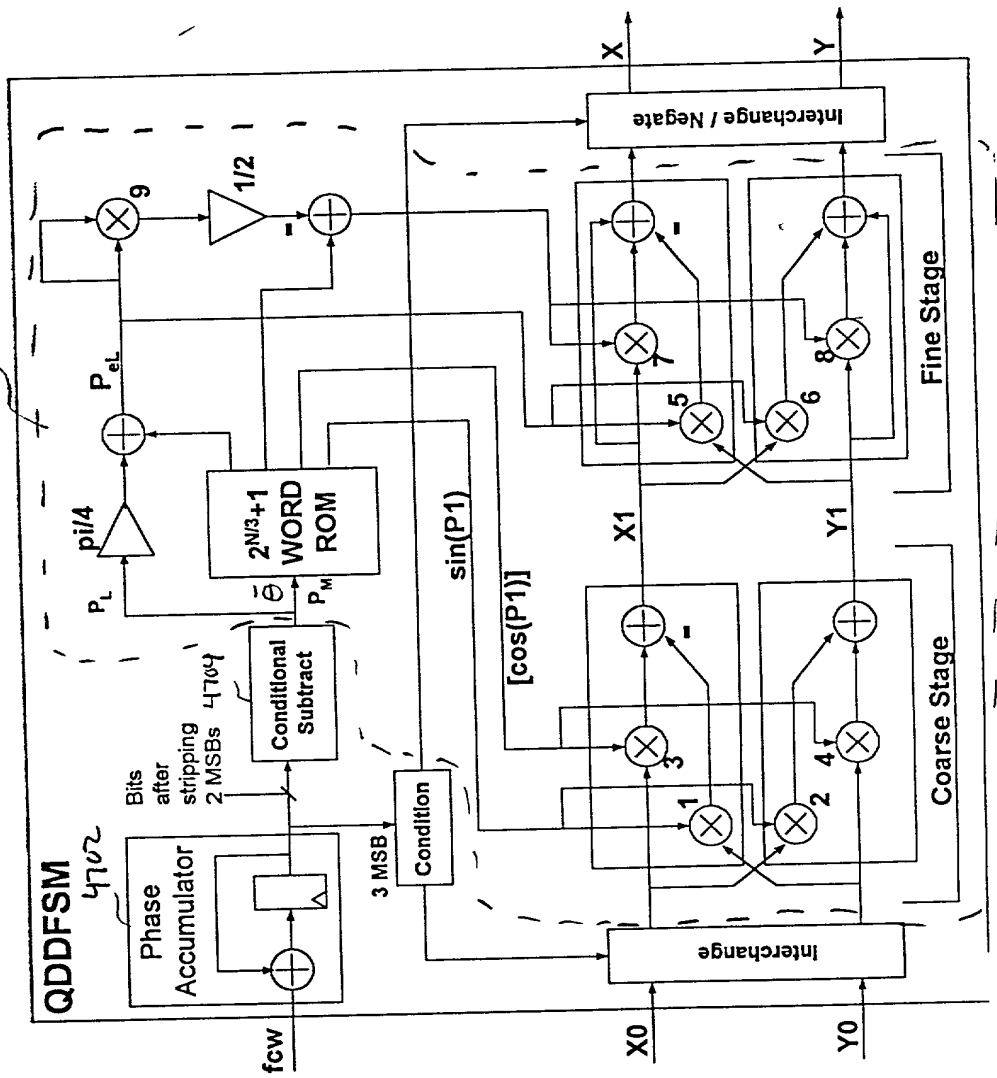 QDDFSM
4702
Phase
Accumulator
fcw
Bits
after
stripping
2 MSBs
4704
Conditional
Subtract
3 MSB
Condition
P_L
pi/4
θ
P_M
2^{N/3}+1
WORD
ROM
P_{eL}
9
1/2
-
sin(P1)
[cos(P1)]
X0
Y0
Interchange
1
2
3
4
-
Coarse Stage
X1
Y1
5
6
7
8
-
Fine Stage
Interchange / Negate
X
Y